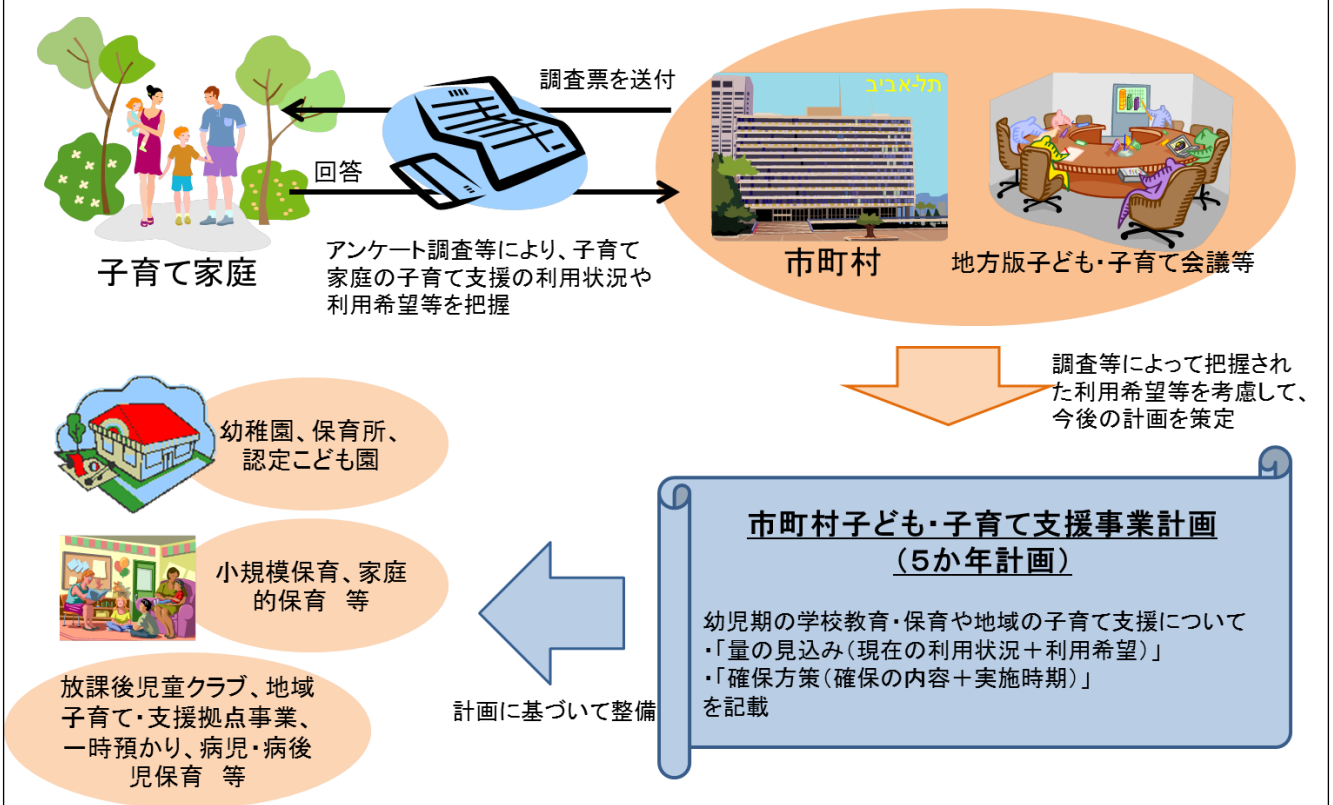 調査票を送付
תל-אביב
回答
子育て家庭
アンケート調査等により、子育て
家庭の子育て支援の利用状況や
利用希望等を把握
市町村
地方版子ども・子育て会議等
調査等によって把握され
た利用希望等を考慮して、
今後の計画を策定
幼稚園、保育所、
認定こども園
小規模保育、家庭
的保育　等
放課後児童クラブ、地域
子育て・支援拠点事業、
一時預かり、病児・病後
児保育　等
計画に基づいて整備
市町村子ども・子育て支援事業計画
（５か年計画）
幼児期の学校教育・保育や地域の子育て支援について
・「量の見込み（現在の利用状況＋利用希望）」
・「確保方策（確保の内容＋実施時期）」
を記載